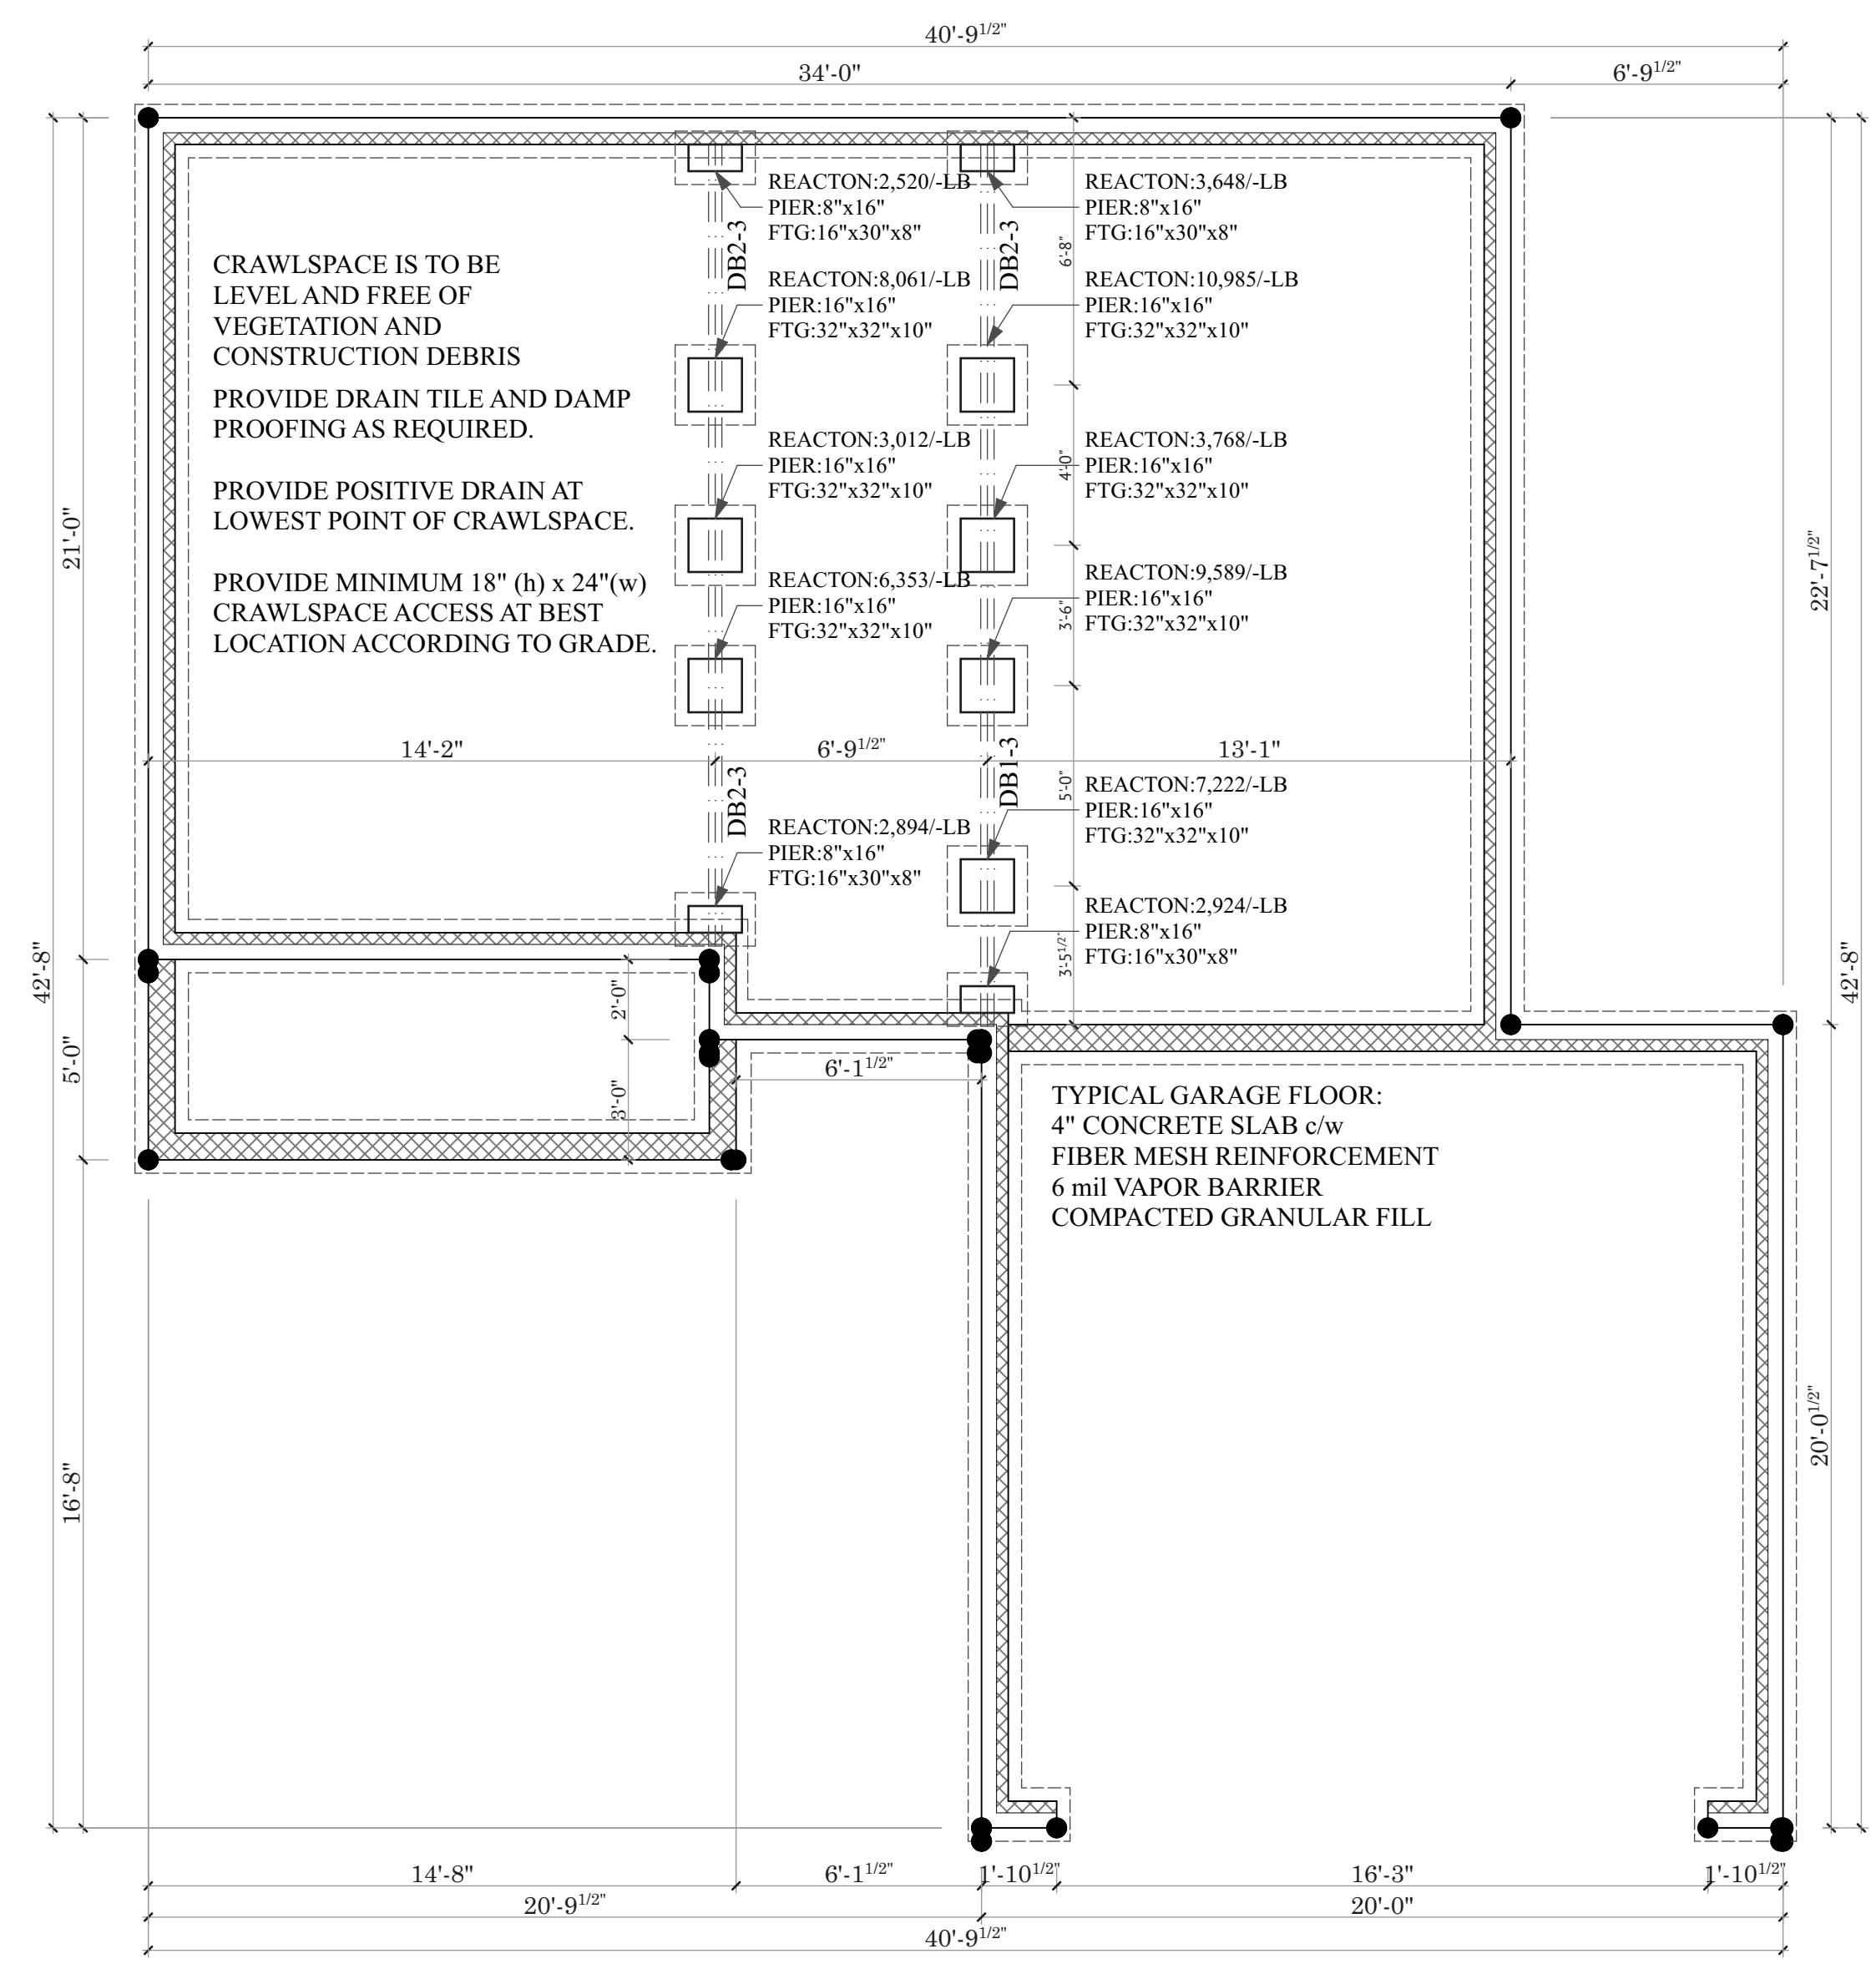 40'-9 1/2"
34'-0"
6'-9 1/2"
REACTON:2,520/-LB
PIER:8"x16"
FTG:16"x30"x8"
REACTON:3,648/-LB
PIER:8"x16"
FTG:16"x30"x8"
DB2-3
DB2-3
6'-8"
CRAWLSPACE IS TO BE
LEVEL AND FREE OF
VEGETATION AND
CONSTRUCTION DEBRIS
REACTON:8,061/-LB
PIER:16"x16"
FTG:32"x32"x10"
REACTON:10,985/-LB
PIER:16"x16"
FTG:32"x32"x10"
PROVIDE DRAIN TILE AND DAMP
PROOFING AS REQUIRED.
REACTON:3,012/-LB
PIER:16"x16"
FTG:32"x32"x10"
4'-0"
REACTON:3,768/-LB
PIER:16"x16"
FTG:32"x32"x10"
PROVIDE POSITIVE DRAIN AT
LOWEST POINT OF CRAWLSPACE.
21'-0"
22'-7 1/2"
PROVIDE MINIMUM 18" (h) x 24"(w)
CRAWLSPACE ACCESS AT BEST
LOCATION ACCORDING TO GRADE.
REACTON:6,353/-LB
PIER:16"x16"
FTG:32"x32"x10"
3'-6"
REACTON:9,589/-LB
PIER:16"x16"
FTG:32"x32"x10"
14'-2"
6'-9 1/2"
13'-1"
DB2-3
DB1-3
5'-0"
REACTON:7,222/-LB
PIER:16"x16"
FTG:32"x32"x10"
REACTON:2,894/-LB
PIER:8"x16"
FTG:16"x30"x8"
REACTON:2,924/-LB
PIER:8"x16"
FTG:16"x30"x8"
3'-5 1/2"
42'-8"
42'-8"
2'-0"
5'-0"
3'-0"
6'-1 1/2"
TYPICAL GARAGE FLOOR:
4" CONCRETE SLAB c/w
FIBER MESH REINFORCEMENT
6 mil VAPOR BARRIER
COMPACTED GRANULAR FILL
16'-8"
20'-0 1/2"
14'-8"
6'-1 1/2"
1'-10 1/2"
16'-3"
1'-10 1/2"
20'-9 1/2"
20'-0"
40'-9 1/2"